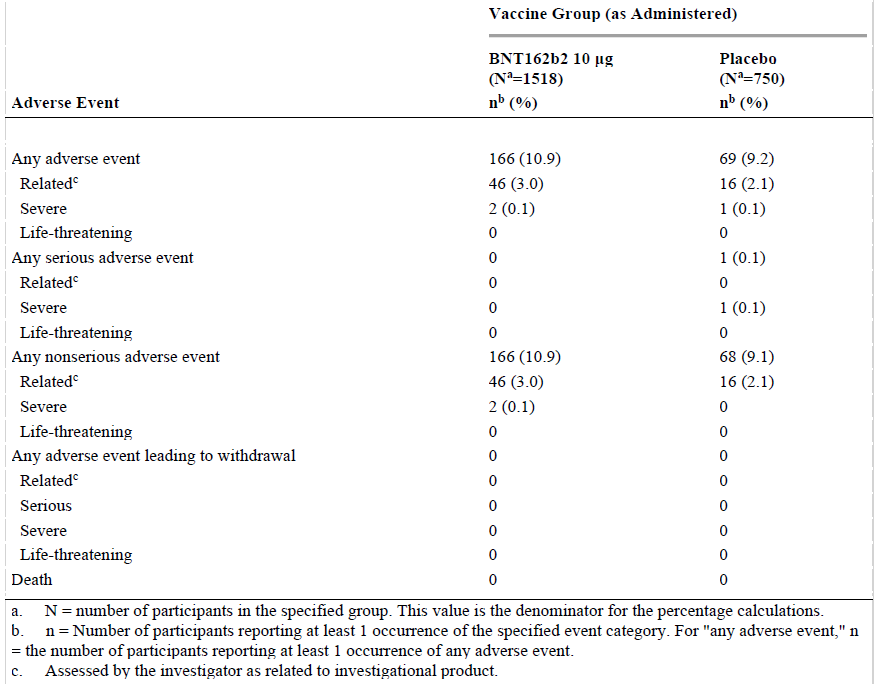 Vaccine Group (as Administered)
BNT162b2 10 µg Placebo
(Nᵃ=1518) (Nᵃ=750)
Adverse Event nᵇ (%) nᵇ (%)
Any adverse event 166 (10.9) 69 (9.2)
Relatedᶜ 46 (3.0) 16 (2.1)
Severe 2 (0.1) 1 (0.1)
Life-threatening 0 0
Any serious adverse event 0 1 (0.1)
Relatedᶜ 0 0
Severe 0 1 (0.1)
Life-threatening 0 0
Any nonserious adverse event 166 (10.9) 68 (9.1)
Relatedᶜ 46 (3.0) 16 (2.1)
Severe 2 (0.1) 0
Life-threatening 0 0
Any adverse event leading to withdrawal 0 0
Relatedᶜ 0 0
Serious 0 0
Severe 0 0
Life-threatening 0 0
Death 0 0
a. N = number of participants in the specified group. This value is the denominator for the percentage calculations.
b. n = Number of participants reporting at least 1 occurrence of the specified event category. For "any adverse event," n
= the number of participants reporting at least 1 occurrence of any adverse event.
c. Assessed by the investigator as related to investigational product.